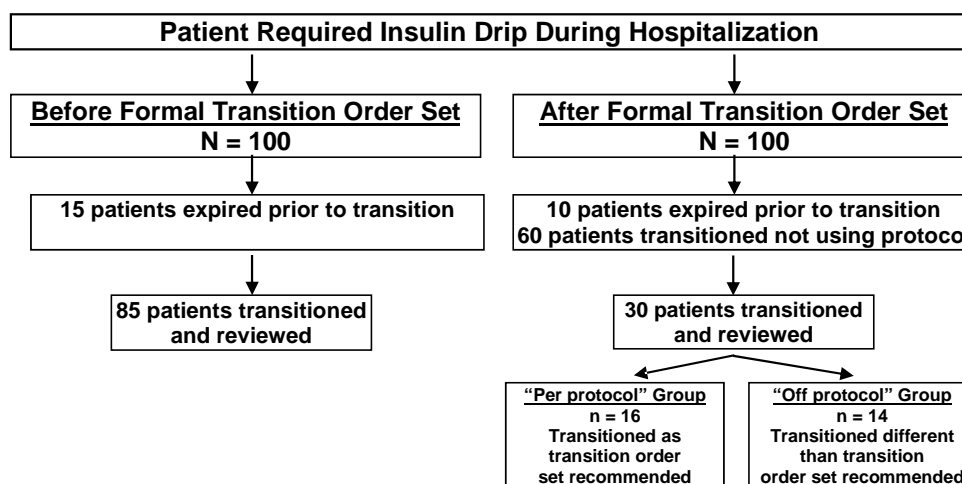 Patient Required Insulin Drip During Hospitalization
Before Formal Transition Order Set
N = 100
After Formal Transition Order Set
N = 100
15 patients expired prior to transition
10 patients expired prior to transition
60 patients transitioned not using protoco
85 patients transitioned
and reviewed
30 patients transitioned
and reviewed
“Per protocol” Group
n = 16
Transitioned as
transition order
set recommended
“Off protocol” Group
n = 14
Transitioned different
than transition
order set recommended